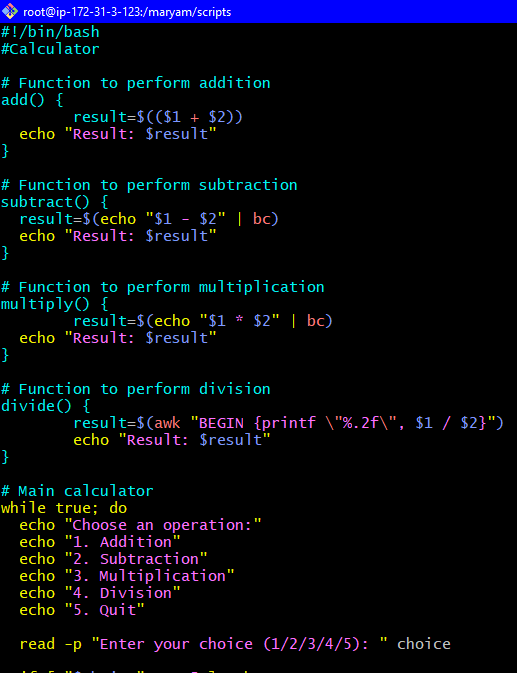 root@ip-172-31-3-123:/maryam/scripts
#!/bin/bash
#Calculator
# Function to perform addition
add() {
result=$(($1 + $2))
echo "Result: $result"
}
# Function to perform subtraction
subtract() {
result=$(echo "$1 - $2" | bc)
echo "Result: $result"
}
# Function to perform multiplication
multiply() {
result=$(echo "$1 * $2" | bc)
echo "Result: $result"
}
# Function to perform division
divide() {
result=$(awk "BEGIN {printf \"%.2f\", $1 / $2}")
echo "Result: $result"
}
# Main calculator
while true; do
echo "Choose an operation:"
echo "1. Addition"
echo "2. Subtraction"
echo "3. Multiplication"
echo "4. Division"
echo "5. Quit"
read -p "Enter your choice (1/2/3/4/5): " choice